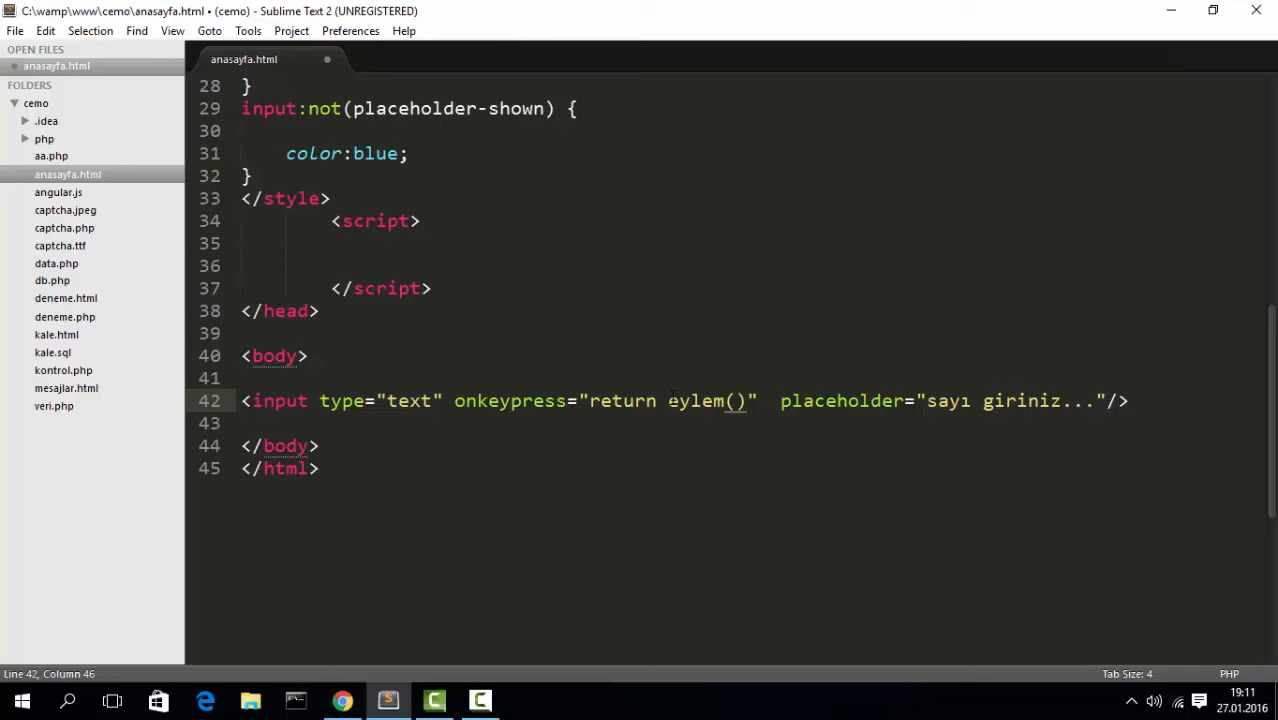 C:\wamp\www\cemo\anasayfa.html • (cemo) - Sublime Text 2 (UNREGISTERED)
File Edit Selection Find View Goto Tools Project Preferences Help
OPEN FILES
anasayfa.html
FOLDERS
cemo
.idea
php
aa.php
anasayfa.html
angular.js
captcha.jpeg
captcha.php
captcha.ttf
data.php
db.php
deneme.html
deneme.php
kale.html
kale.sql
kontrol.php
mesajlar.html
veri.php
anasayfa.html
28 }
29 input:not(placeholder-shown) {
30
31 color:blue;
32 }
33 </style>
34 <script>
35
36
37 </script>
38 </head>
39
40 <body>
41
42 <input type="text" onkeypress="return eylem()"  placeholder="sayı giriniz..."/>
43
44 </body>
45 </html>
Line 42, Column 46
Tab Size: 4
PHP
19:11
27.01.2016